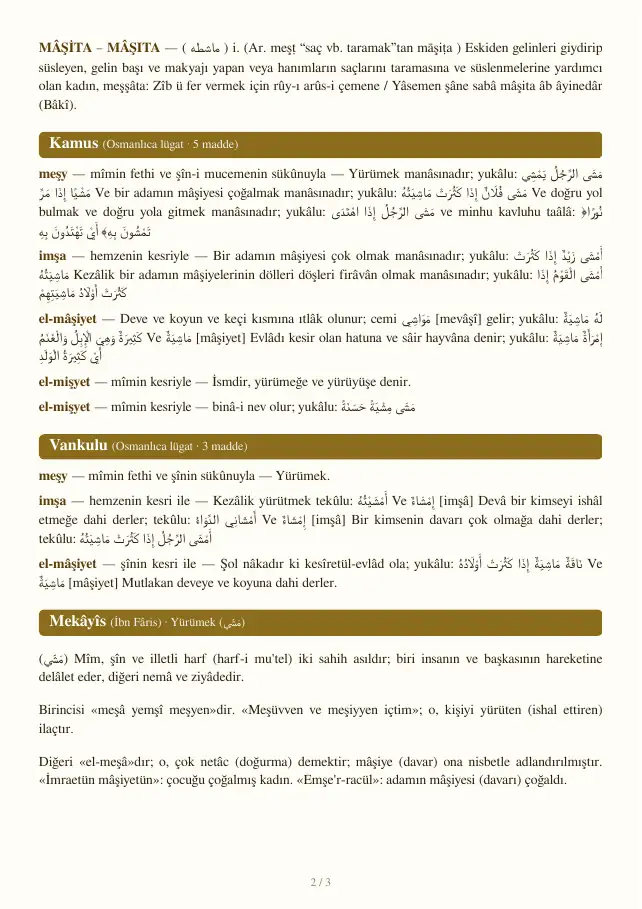 MÂŞİTA – MÂŞITA — ( ماشطه ) i. (Ar. meşṭ “saç vb. taramak”tan māşiṭa ) Eskiden gelinleri giydirip
süsleyen, gelin başı ve makyajı yapan veya hanımların saçlarını taramasına ve süslenmelerine yardımcı
olan kadın, meşşâta: Zîb ü fer vermek için rûy-ı arûs-i çemene / Yâsemen şâne sabâ mâşita âb âyinedâr
(Bâkî).
Kamus (Osmanlıca lügat · 5 madde)
meşy — mîmin fethi ve şîn-i mucemenin sükûnuyla — Yürümek manâsınadır; yukâlu: مَشَى الرَّجُلُ يَمْشِي
مَشْيًا إِذَا مَرَّ Ve bir adamın mâşiyesi çoğalmak manâsınadır; yukâlu: مَشَى فُلَانٌ إِذَا كَثُرَتْ مَاشِيَتُهُ Ve doğru yol
bulmak ve doğru yola gitmek manâsınadır; yukâlu: مَشَى الرَّجُلُ إِذَا اهْتَدَى ve minhu kavluhu taâlâ: ﴿نُورًا
تَمْشُونَ بِهِ﴾ أَيْ تَهْتَدُونَ بِهِ
imşa — hemzenin kesriyle — Bir adamın mâşiyesi çok olmak manâsınadır; yukâlu: أَمْشَى زَيْدٌ إِذَا كَثُرَتْ
مَاشِيَتُهُ Kezâlik bir adamın mâşiyelerinin dölleri döşleri firâvân olmak manâsınadır; yukâlu: أَمْشَى الْقَوْمُ إِذَا
كَثُرَتْ أَوْلَادُ مَاشِيَتِهِمْ
el-mâşiyet — Deve ve koyun ve keçi kısmına ıtlâk olunur; cemi مَوَاشِي [mevâşî] gelir; yukâlu: لَهُ مَاشِيَةٌ
كَثِيرَةٌ وَهِيَ الْإِبِلُ وَالْغَنَمُ Ve مَاشِيَةٌ [mâşiyet] Evlâdı kesir olan hatuna ve sâir hayvâna denir; yukâlu: إِمْرَأَةٌ مَاشِيَةٌ
أَيْ كَثِيرَةُ الْوَلَدِ
el-mişyet — mîmin kesriyle — İsmdir, yürümeğe ve yürüyüşe denir.
el-mişyet — mîmin kesriyle — binâ-i nev olur; yukâlu: مَشَى مِشْيَةً حَسَنَةً
Vankulu (Osmanlıca lügat · 3 madde)
meşy — mîmin fethi ve şînin sükûnuyla — Yürümek.
imşa — hemzenin kesri ile — Kezâlik yürütmek tekûlu: أَمْشَيْتُهُ Ve إِمْشَاءٌ [imşâ] Devâ bir kimseyi ishâl
etmeğe dahi derler; tekûlu: أَمْشَانِي الدَّوَاءُ Ve إِمْشَاءٌ [imşâ] Bir kimsenin davarı çok olmağa dahi derler;
tekûlu: أَمْشَى الرَّجُلُ إِذَا كَثُرَتْ مَاشِيَتُهُ
el-mâşiyet — şînin kesri ile — Şol nâkadır ki kesîretül-evlâd ola; yukâlu: نَاقَةٌ مَاشِيَةٌ إِذَا كَثُرَتْ أَوْلَادُهُ Ve
مَاشِيَةٌ [mâşiyet] Mutlakan deveye ve koyuna dahi derler.
Mekâyîs (İbn Fâris) · Yürümek (مَشَي)
(مَشَي) Mîm, şîn ve illetli harf (harf-i mu'tel) iki sahih asıldır; biri insanın ve başkasının hareketine
delâlet eder, diğeri nemâ ve ziyâdedir.
Birincisi «meşâ yemşî meşyen»dir. «Meşüvven ve meşiyyen içtim»; o, kişiyi yürüten (ishal ettiren)
ilaçtır.
Diğeri «el-meşâ»dır; o, çok netâc (doğurma) demektir; mâşiye (davar) ona nisbetle adlandırılmıştır.
«İmraetün mâşiyetün»: çocuğu çoğalmış kadın. «Emşe'r-racül»: adamın mâşiyesi (davarı) çoğaldı.
2 / 3